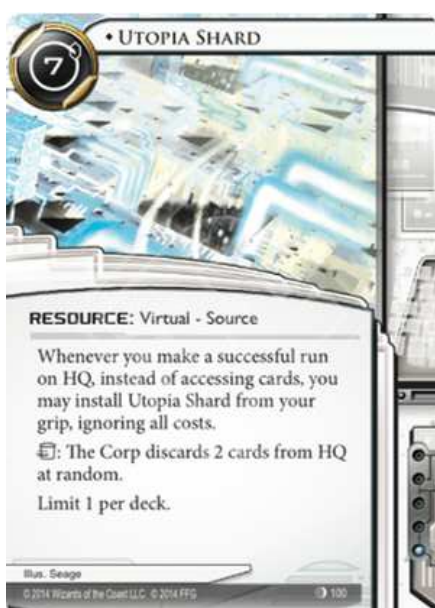 7
• UTOPIA SHARD
RESOURCE: Virtual - Source
Whenever you make a successful run
on HQ, instead of accessing cards, you
may install Utopia Shard from your
grip, ignoring all costs.
: The Corp discards 2 cards from HQ
at random.
Limit 1 per deck.
Illus. Seage
© 2014 Wizards of the Coast LLC. © 2014 FFG
100